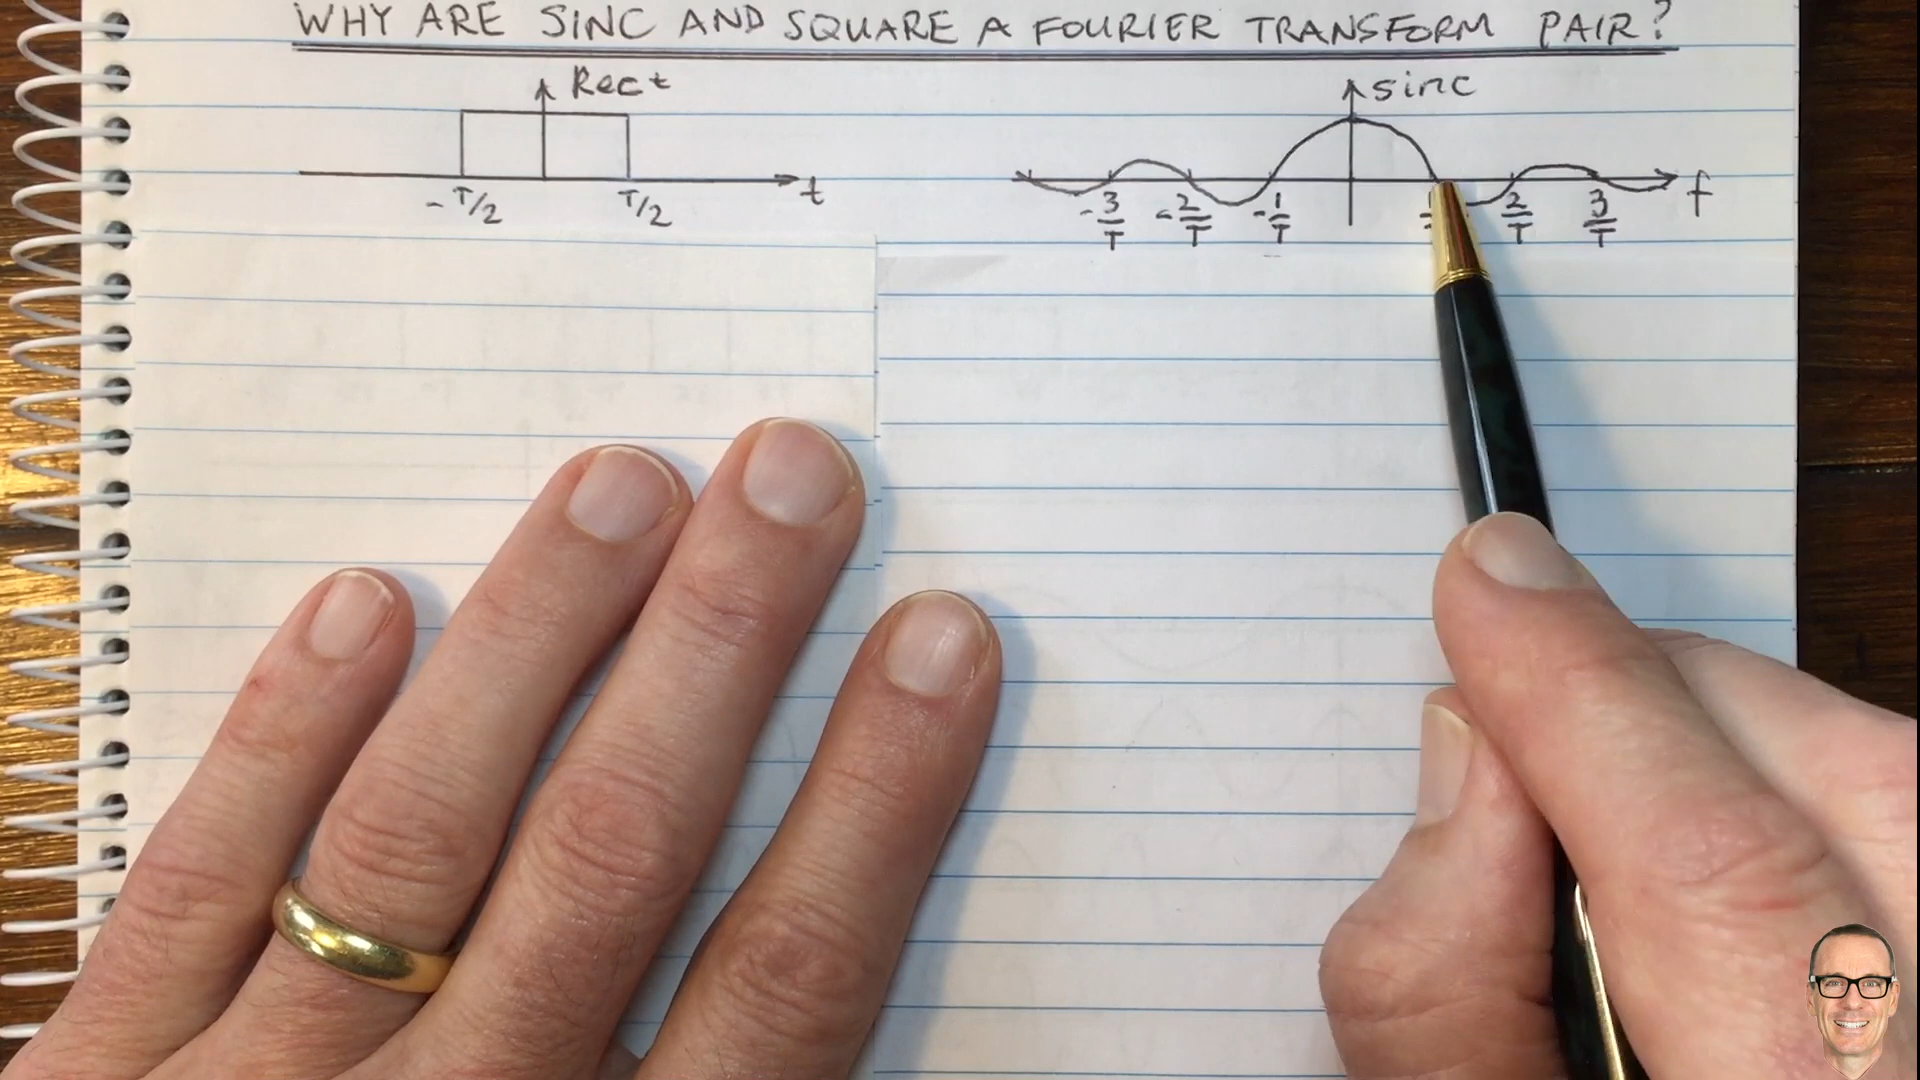 WHY ARE SINC AND SQUARE A FOURIER TRANSFORM PAIR?
Rect
sinc
t
f
-T/2
T/2
-3/T
-2/T
-1/T
2/T
3/T